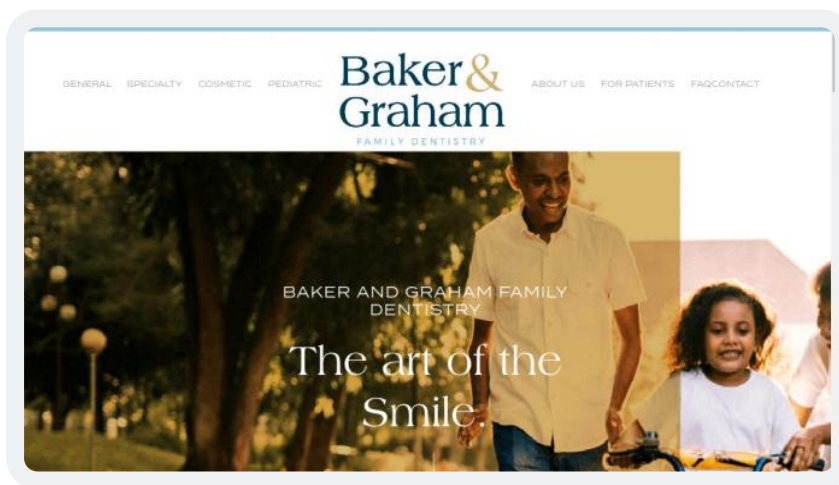 GENERAL SPECIALTY COSMETIC PEDIATRIC
Baker&
Graham
FAMILY DENTISTRY
ABOUT US FOR PATIENTS FAQCONTACT
BAKER AND GRAHAM FAMILY
DENTISTRY
The art of the
Smile.